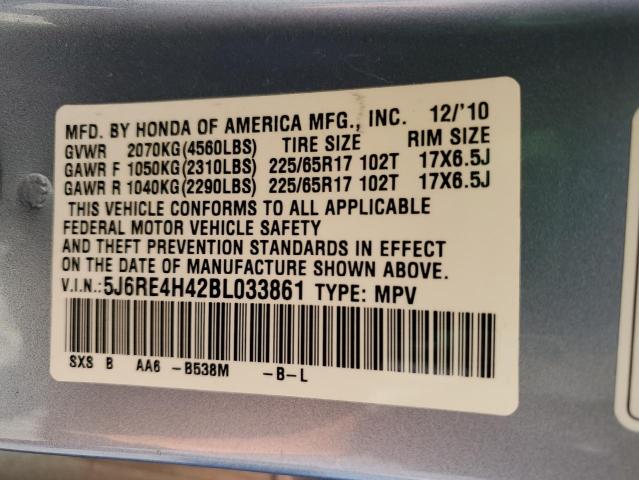 MFD. BY HONDA OF AMERICA MFG., INC. 12/'10
GVWR 2070KG(4560LBS) TIRE SIZE RIM SIZE
GAWR F 1050KG(2310LBS) 225/65R17 102T 17X6.5J
GAWR R 1040KG(2290LBS) 225/65R17 102T 17X6.5J
THIS VEHICLE CONFORMS TO ALL APPLICABLE
FEDERAL MOTOR VEHICLE SAFETY
AND THEFT PREVENTION STANDARDS IN EFFECT
ON THE DATE OF MANUFACTURE SHOWN ABOVE.
V.I.N.:5J6RE4H42BL033861 TYPE: MPV
SXS B AA6 -B538M -B-L